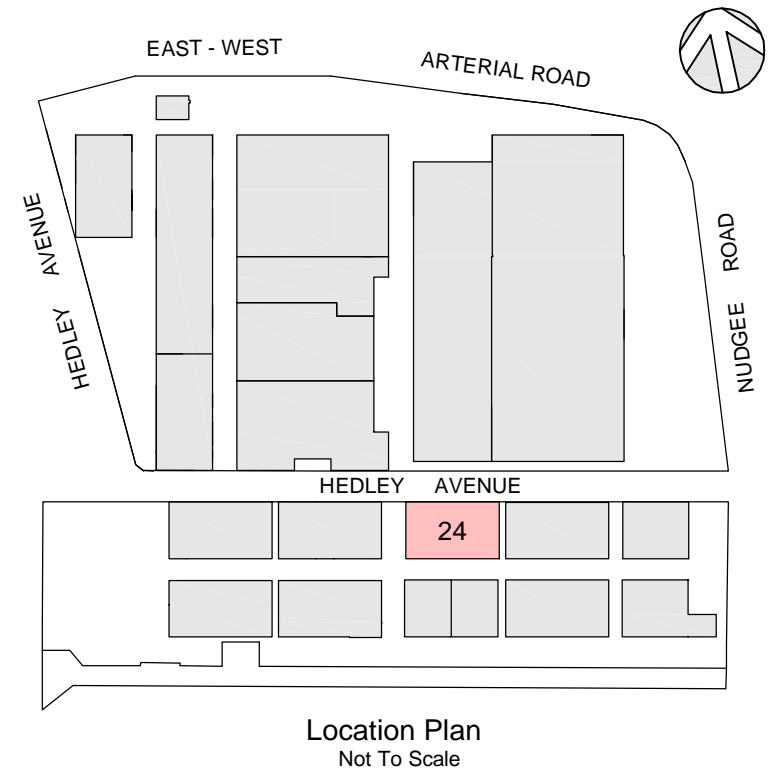 EAST - WEST
ARTERIAL ROAD
HEDLEY AVENUE
NUDGEE ROAD
HEDLEY AVENUE
24
Location Plan
Not To Scale